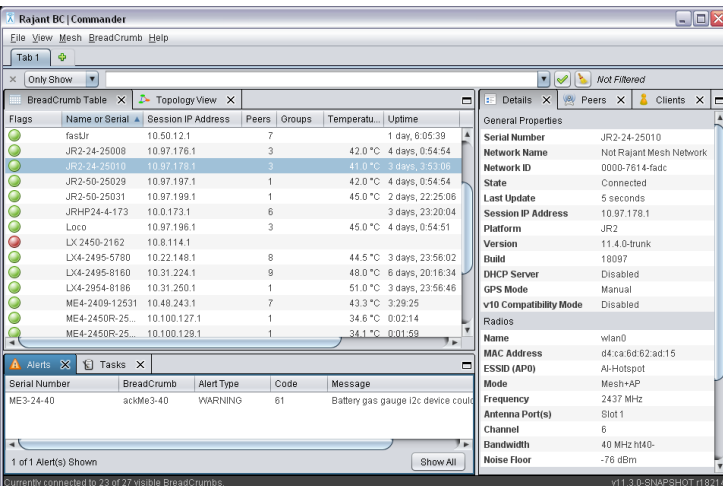 Rajant BC|Commander
File View Mesh BreadCrumb Help
Tab 1
Only Show Not Filtered
BreadCrumb Table Topology View
Flags Name or Serial Session IP Address Peers Groups Temperatu... Uptime
fastJr 10.50.12.1 7 1 day, 6:05:39
JR2-24-25008 10.97.176.1 3 42.0 °C 4 days, 0:54:54
JR2-24-25010 10.97.178.1 3 41.0 °C 3 days, 3:53:06
JR2-50-25029 10.97.197.1 1 42.0 °C 4 days, 0:54:54
JR2-50-25031 10.97.199.1 1 45.0 °C 2 days, 22:25:06
JRHP24-4-173 10.0.173.1 6 3 days, 23:20:04
Loco 10.97.196.1 3 45.0 °C 4 days, 0:54:51
LX 2450-2162 10.8.114.1
LX4-2495-5780 10.22.148.1 8 44.5 °C 3 days, 23:56:02
LX4-2495-8160 10.31.224.1 9 48.0 °C 6 days, 20:16:34
LX4-2954-8186 10.31.250.1 1 51.0 °C 3 days, 23:56:46
ME4-2409-12531 10.48.243.1 7 43.3 °C 3:29:25
ME4-2450R-25... 10.100.127.1 1 34.6 °C 0:02:14
ME4-2450R-25... 10.100.129.1 1 34.1 °C 0:01:59
Alerts Tasks
Serial Number BreadCrumb Alert Type Code Message
ME3-24-40 ackMe3-40 WARNING 61 Battery gas gauge i2c device could
1 of 1 Alert(s) Shown Show All
Details Peers Clients
General Properties
Serial Number JR2-24-25010
Network Name Not Rajant Mesh Network
Network ID 0000-7614-fadc
State Connected
Last Update 5 seconds
Session IP Address 10.97.178.1
Platform JR2
Version 11.4.0-trunk
Build 18097
DHCP Server Disabled
GPS Mode Manual
v10 Compatibility Mode Disabled
Radios
Name wlan0
MAC Address d4:ca:6d:62:ad:15
ESSID (AP0) Al-Hotspot
Mode Mesh+AP
Frequency 2437 MHz
Antenna Port(s) Slot 1
Channel 6
Bandwidth 40 MHz ht40-
Noise Floor -76 dBm
Currently connected to 23 of 27 visible BreadCrumbs. v11.3.0-SNAPSHOT r18214